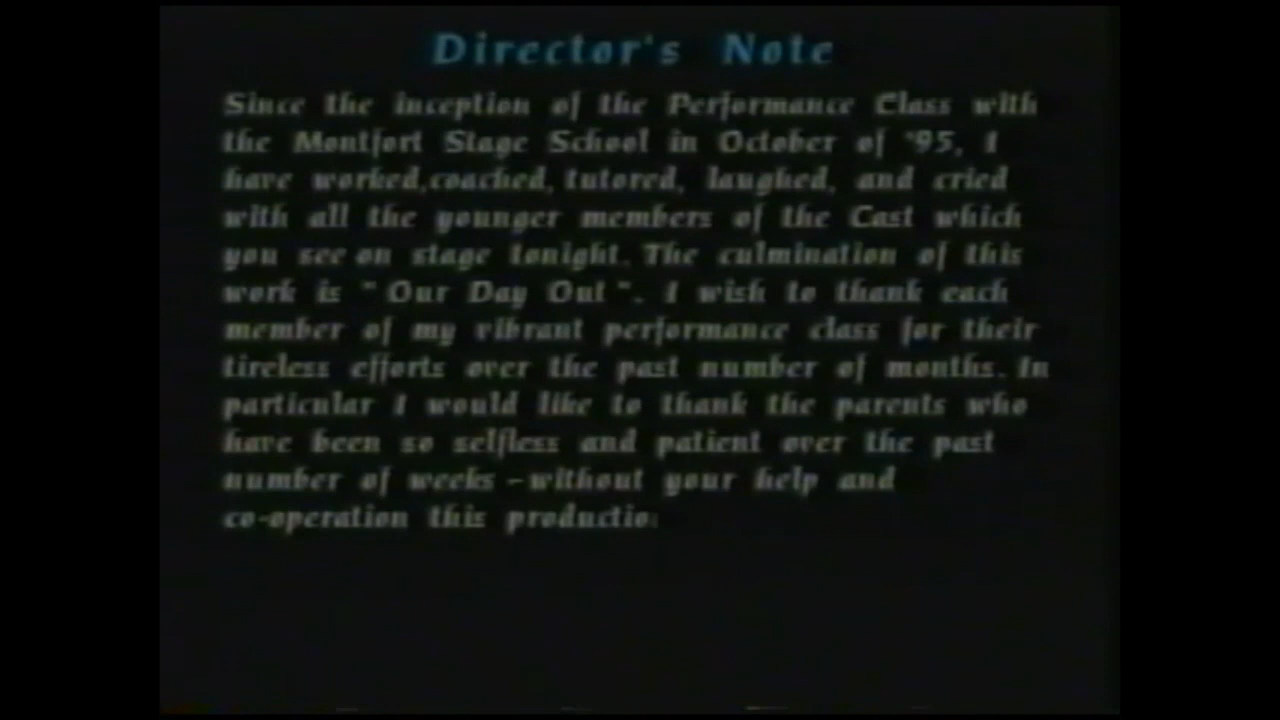 Director's Note
Since the inception of the Performance Class with
the Montfort Stage School in October of '95, I
have worked,coached, tutored, laughed, and cried
with all the younger members of the Cast which
you see on stage tonight. The culmination of this
work is " Our Day Out ". I wish to thank each
member of my vibrant performance class for their
tireless efforts over the past number of months. In
particular I would like to thank the parents who
have been so selfless and patient over the past
number of weeks - without your help and
co-operation this productio